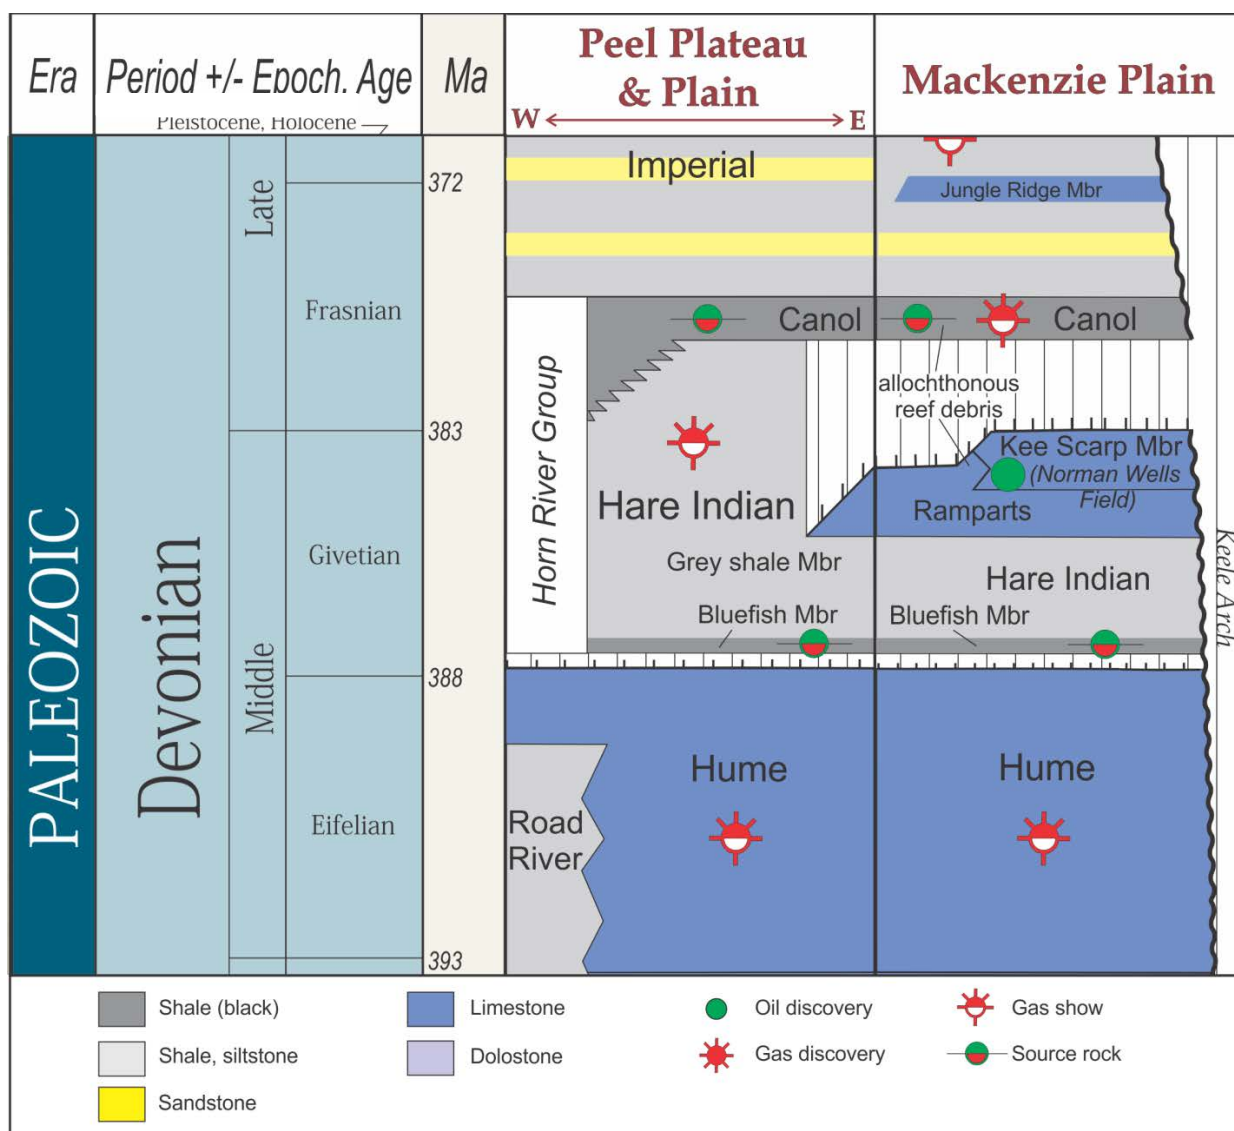 Era
Period +/- Epoch. Age
Ma
Peel Plateau
& Plain
W
E
Mackenzie Plain
Pleistocene, Holocene
PALEOZOIC
Devonian
Late
Middle
Frasnian
Givetian
Eifelian
372
383
388
393
Imperial
Jungle Ridge Mbr
Canol
Canol
Horn River Group
allochthonous
reef debris
Kee Scarp Mbr
(Norman Wells
Field)
Hare Indian
Ramparts
Grey shale Mbr
Hare Indian
Bluefish Mbr
Bluefish Mbr
Keele Arch
Hume
Hume
Road
River
Shale (black)
Limestone
Oil discovery
Gas show
Shale, siltstone
Dolostone
Gas discovery
Source rock
Sandstone